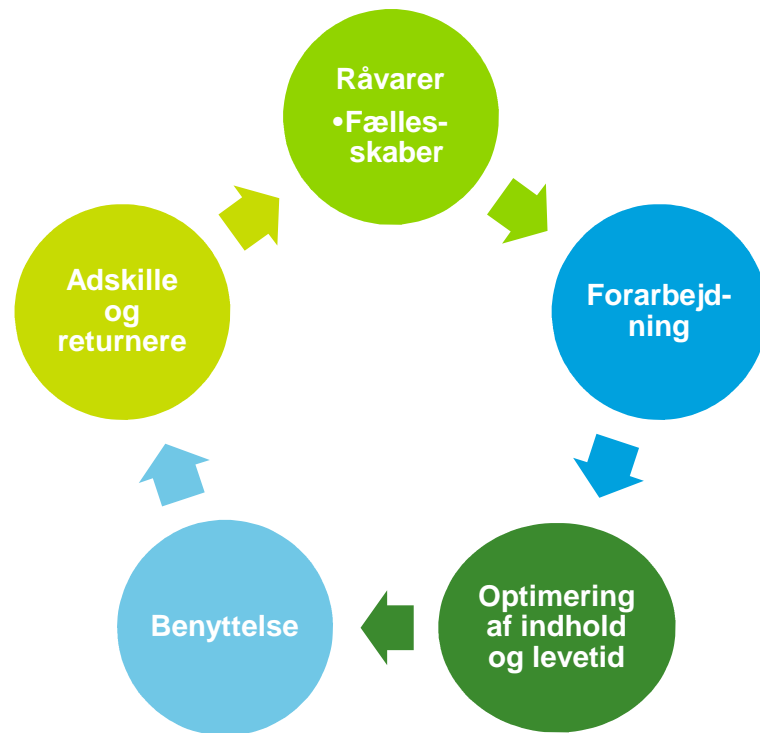 Råvarer
•Fælles-
skaber
Forarbejd-
ning
Optimering
af indhold
og levetid
Benyttelse
Adskille
og
returnere